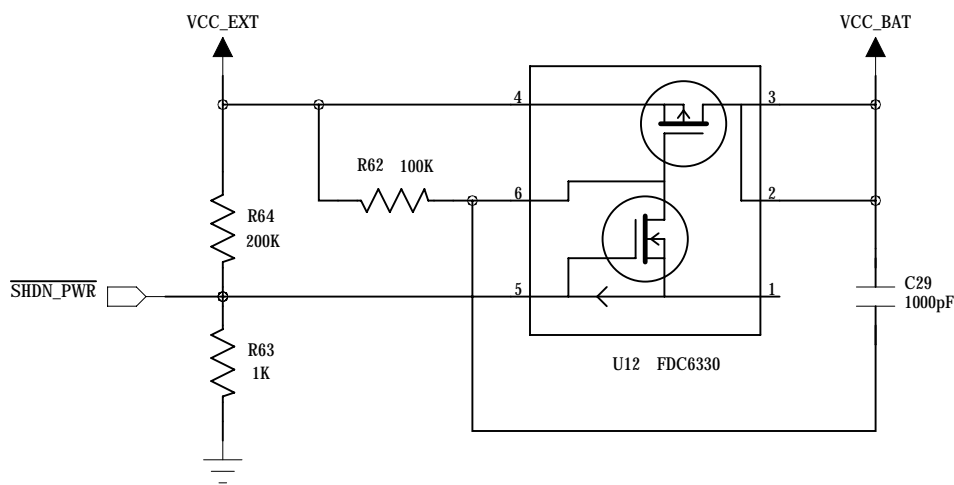 VCC_EXT
VCC_BAT
4
3
R62 100K
6
2
R64
200K
SHDN_PWR
5
1
C29
1000pF
R63
1K
U12 FDC6330